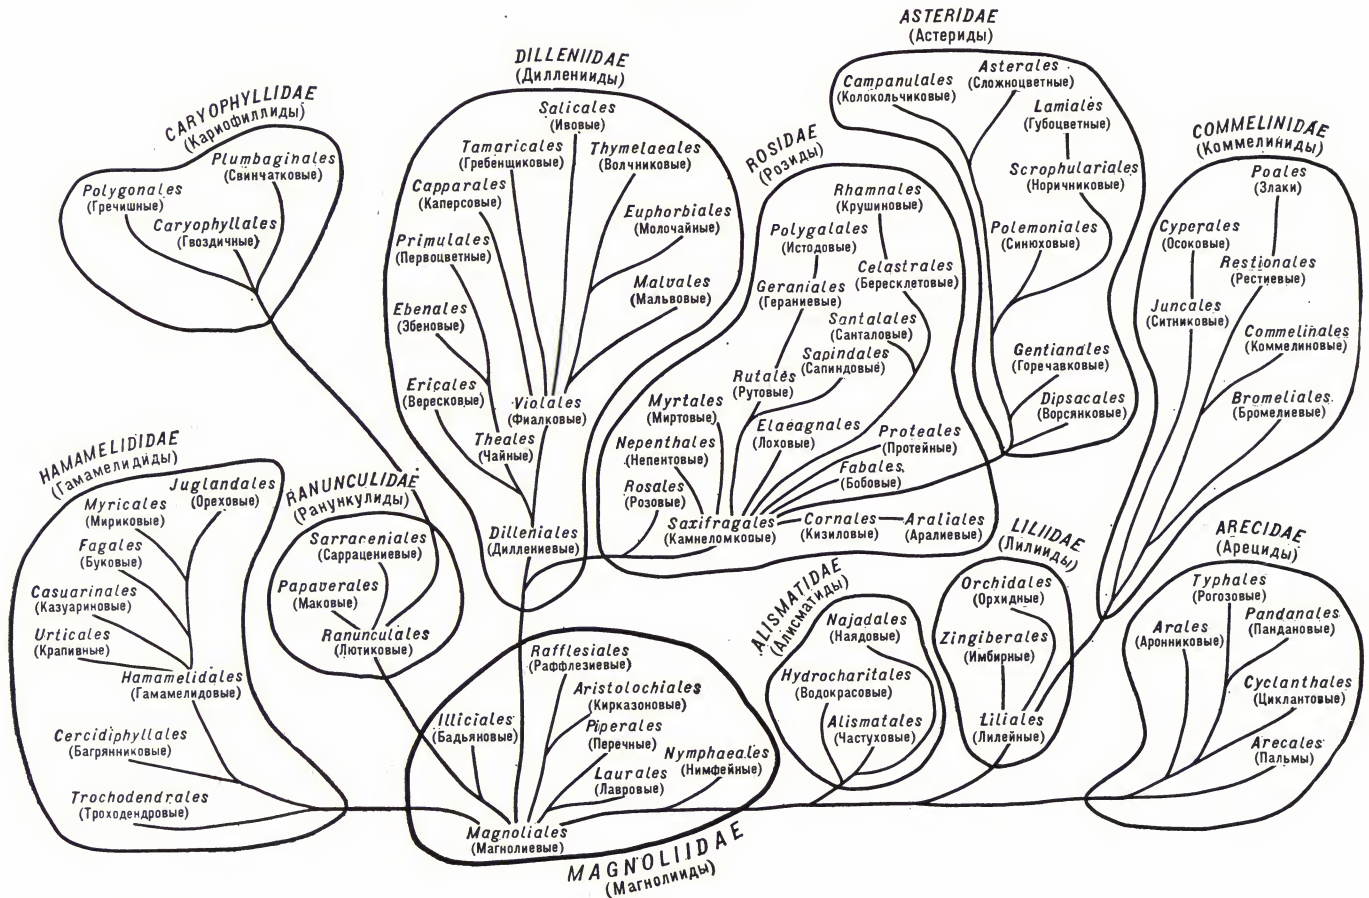 ASTERIDAE
(Астериды)
Campanulales
(Колокольчиковые)
Asterales
(Сложноцветные)
Lamiales
(Губоцветные)
Scrophulariales
(Норичниковые)
Polemoniales
(Синюховые)
Gentianales
(Горечавковые)
Dipsacales
(Ворсянковые)
DILLENIIDAE
(Диллениды)
Salicales
(Ивовые)
Tamaricales
(Гребенщиковые)
Thymelaeales
(Волчниковые)
Capparales
(Каперсовые)
Euphorbiales
(Молочайные)
Primulales
(Первоцветные)
Malvales
(Мальвовые)
Ebenales
(Эбеновые)
Ericales
(Вересковые)
Violales
(Фиалковые)
Theales
(Чайные)
Dilleniales
(Диллениевые)
CARYOPHYLLIDAE
(Кариофиллиды)
Plumbaginales
(Свинчатковые)
Polygonales
(Гречишные)
Caryophyllales
(Гвоздичные)
ROSIDAE
(Розиды)
Rhamnales
(Крушиновые)
Polygalales
(Истодовые)
Celastrales
(Бересклетовые)
Geraniales
(Гераниевые)
Santalales
(Санталовые)
Sapindales
(Сапиндовые)
Rutales
(Рутовые)
Myrtales
(Миртовые)
Elaeagnales
(Лоховые)
Proteales
(Протейные)
Nepenthales
(Непентовые)
Fabales
(Бобовые)
Rosales
(Розовые)
Saxifragales
(Камнеломковые)
Cornales
(Кизиловые)
Araliales
(Аралиевые)
COMMELINIDAE
(Коммелиниды)
Poales
(Злаки)
Cyperales
(Осоковые)
Restionales
(Рестиевые)
Juncales
(Ситниковые)
Commelinales
(Коммелиновые)
Bromeliales
(Бромелиевые)
HAMAMELIDIDAE
(Гамамелидиды)
Juglandales
(Ореховые)
Myricales
(Мириковые)
Fagales
(Буковые)
Casuarinales
(Казуариновые)
Urticales
(Крапивные)
Hamamelidales
(Гамамелидовые)
Cercidiphyllales
(Багрянниковые)
Trochodendrales
(Троходендровые)
RANUNCULIDAE
(Ранункулиды)
Sarraceniales
(Саррацениевые)
Papaverales
(Маковые)
Ranunculales
(Лютиковые)
ALISMATIDAE
(Алисматиды)
Najadales
(Наядовые)
Hydrocharitales
(Водокрасовые)
Alismatales
(Частуховые)
LILIIDAE
(Лилииды)
Orchidales
(Орхидные)
Zingiberales
(Имбирные)
Liliales
(Лилейные)
ARECIDAE
(Арециды)
Typhales
(Рогозовые)
Pandanales
(Пандановые)
Arales
(Аронниковые)
Cyclanthales
(Циклантовые)
Arecales
(Пальмы)
Rafflesiales
(Раффлезиевые)
Aristolochiales
(Кирказоновые)
Illiciales
(Бадьяновые)
Piperales
(Перечные)
Nymphaeales
(Нимфейные)
Laurales
(Лавровые)
Magnoliales
(Магнолиевые)
MAGNOLIIDAE
(Магнолииды)